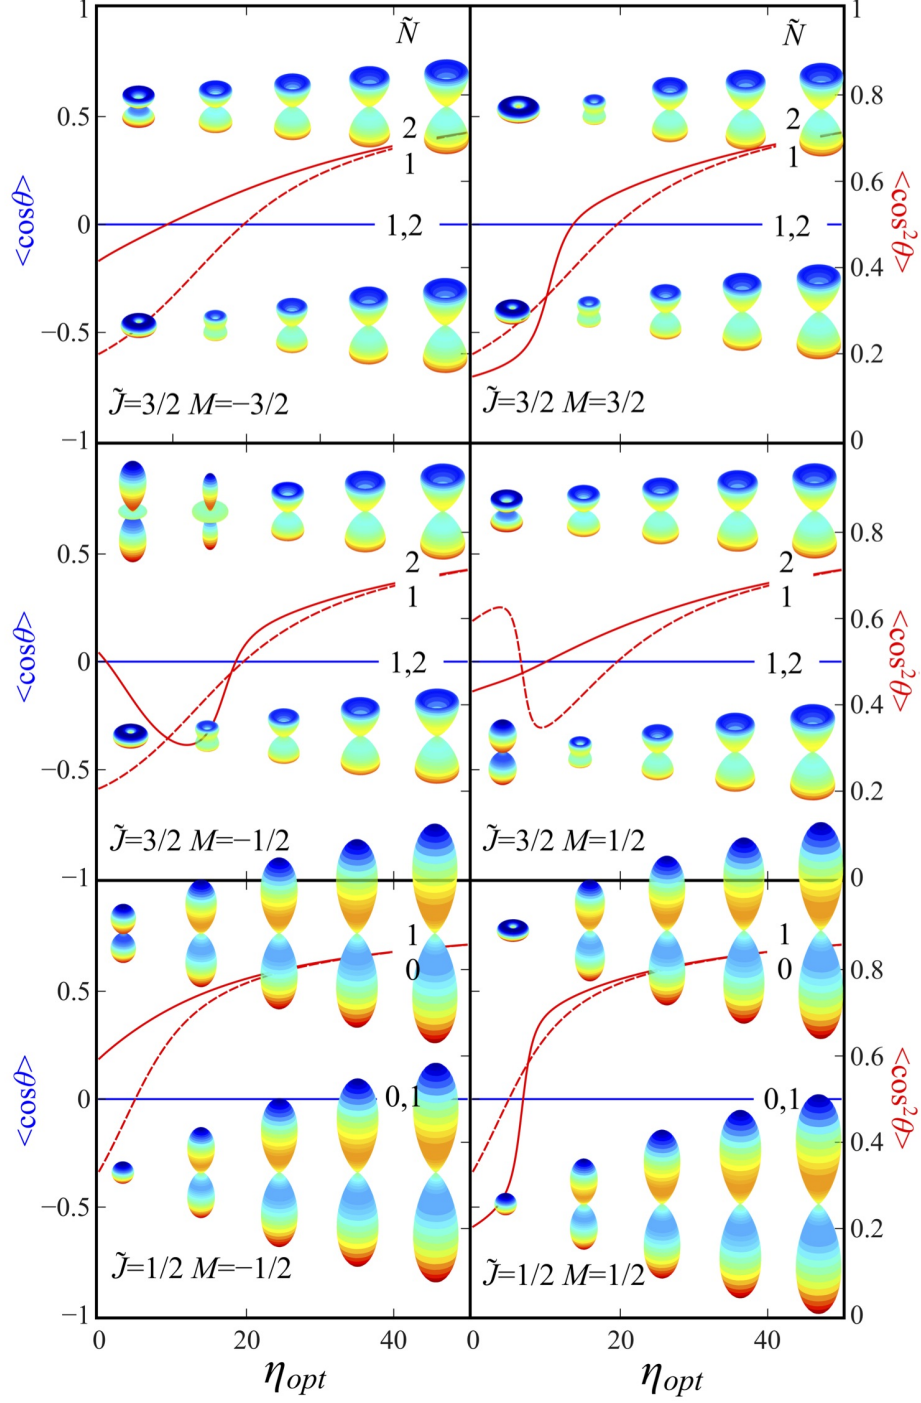 1 1
Ñ Ñ
0.5 2 2 0.8
1 1
0.6
<cosθ> 0 1,2 1,2 <cos²θ>
0.4
−0.5
0.2
J̃=3/2 M=−3/2 J̃=3/2 M=3/2
−1 0
0.8
0.5 2 2
1 1
0.6
<cosθ> 0 1,2 1,2 <cos²θ>
0.4
−0.5
0.2
J̃=3/2 M=−1/2 J̃=3/2 M=1/2
−1 0
1 1
0 0 0.8
0.5
0.6
<cosθ> 0 0,1 0,1 <cos²θ>
0.4
−0.5
0.2
J̃=1/2 M=−1/2 J̃=1/2 M=1/2
−1 0
0 20 40 0 20 40
ηopt ηopt